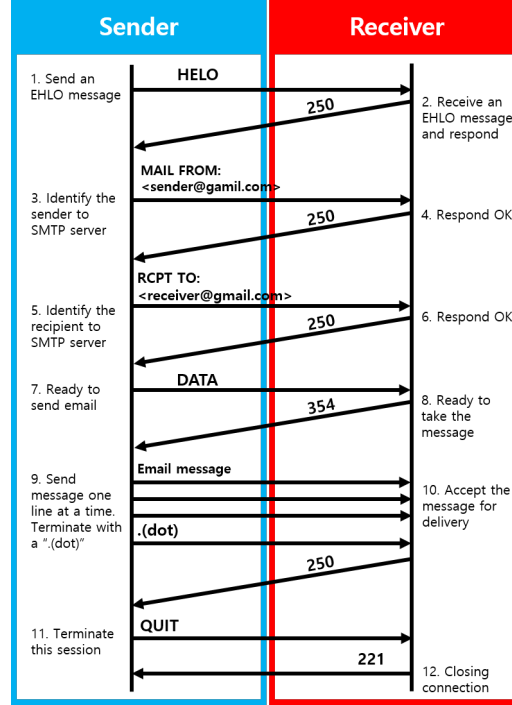 Sender
Receiver
1. Send an
EHLO message
HELO
250
2. Receive an
EHLO message
and respond
MAIL FROM:
<sender@gamil.com>
3. Identify the
sender to
SMTP server
250
4. Respond OK
RCPT TO:
<receiver@gmail.com>
5. Identify the
recipient to
SMTP server
250
6. Respond OK
7. Ready to
send email
DATA
354
8. Ready to
take the
message
Email message
9. Send
message one
line at a time.
Terminate with
a ".(dot)"
.(dot)
10. Accept the
message for
delivery
250
11. Terminate
this session
QUIT
221
12. Closing
connection